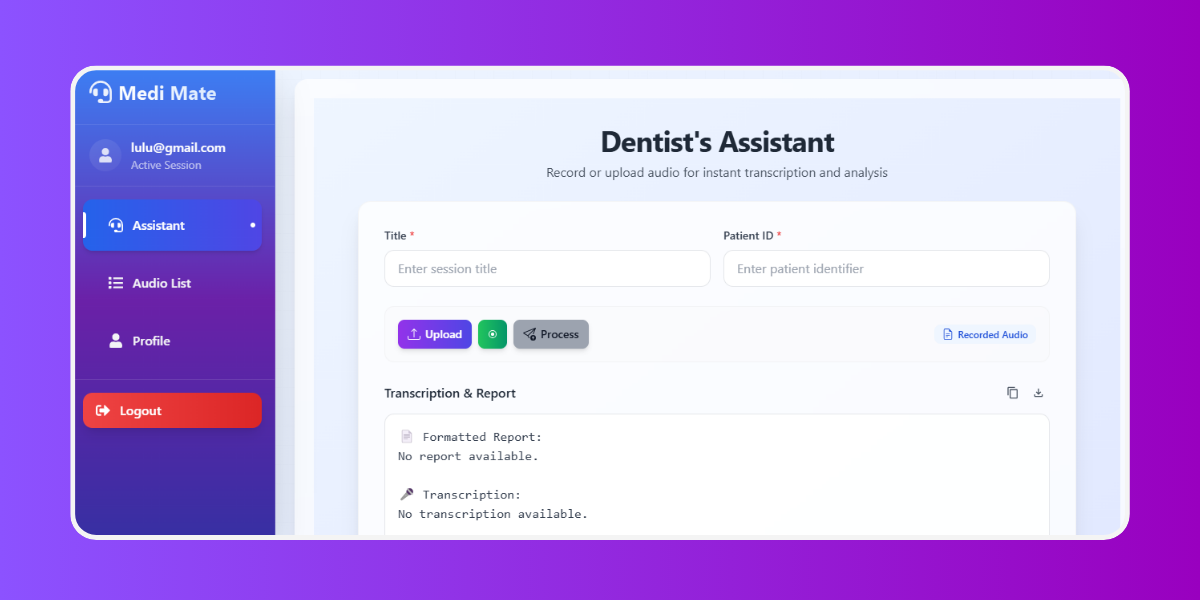 Medi Mate
lulu@gmail.com
Active Session
Assistant
Audio List
Profile
Logout
Dentist's Assistant
Record or upload audio for instant transcription and analysis
Title *
Patient ID *
Enter session title
Enter patient identifier
Upload
Process
Recorded Audio
Transcription & Report
Formatted Report:
No report available.
Transcription:
No transcription available.